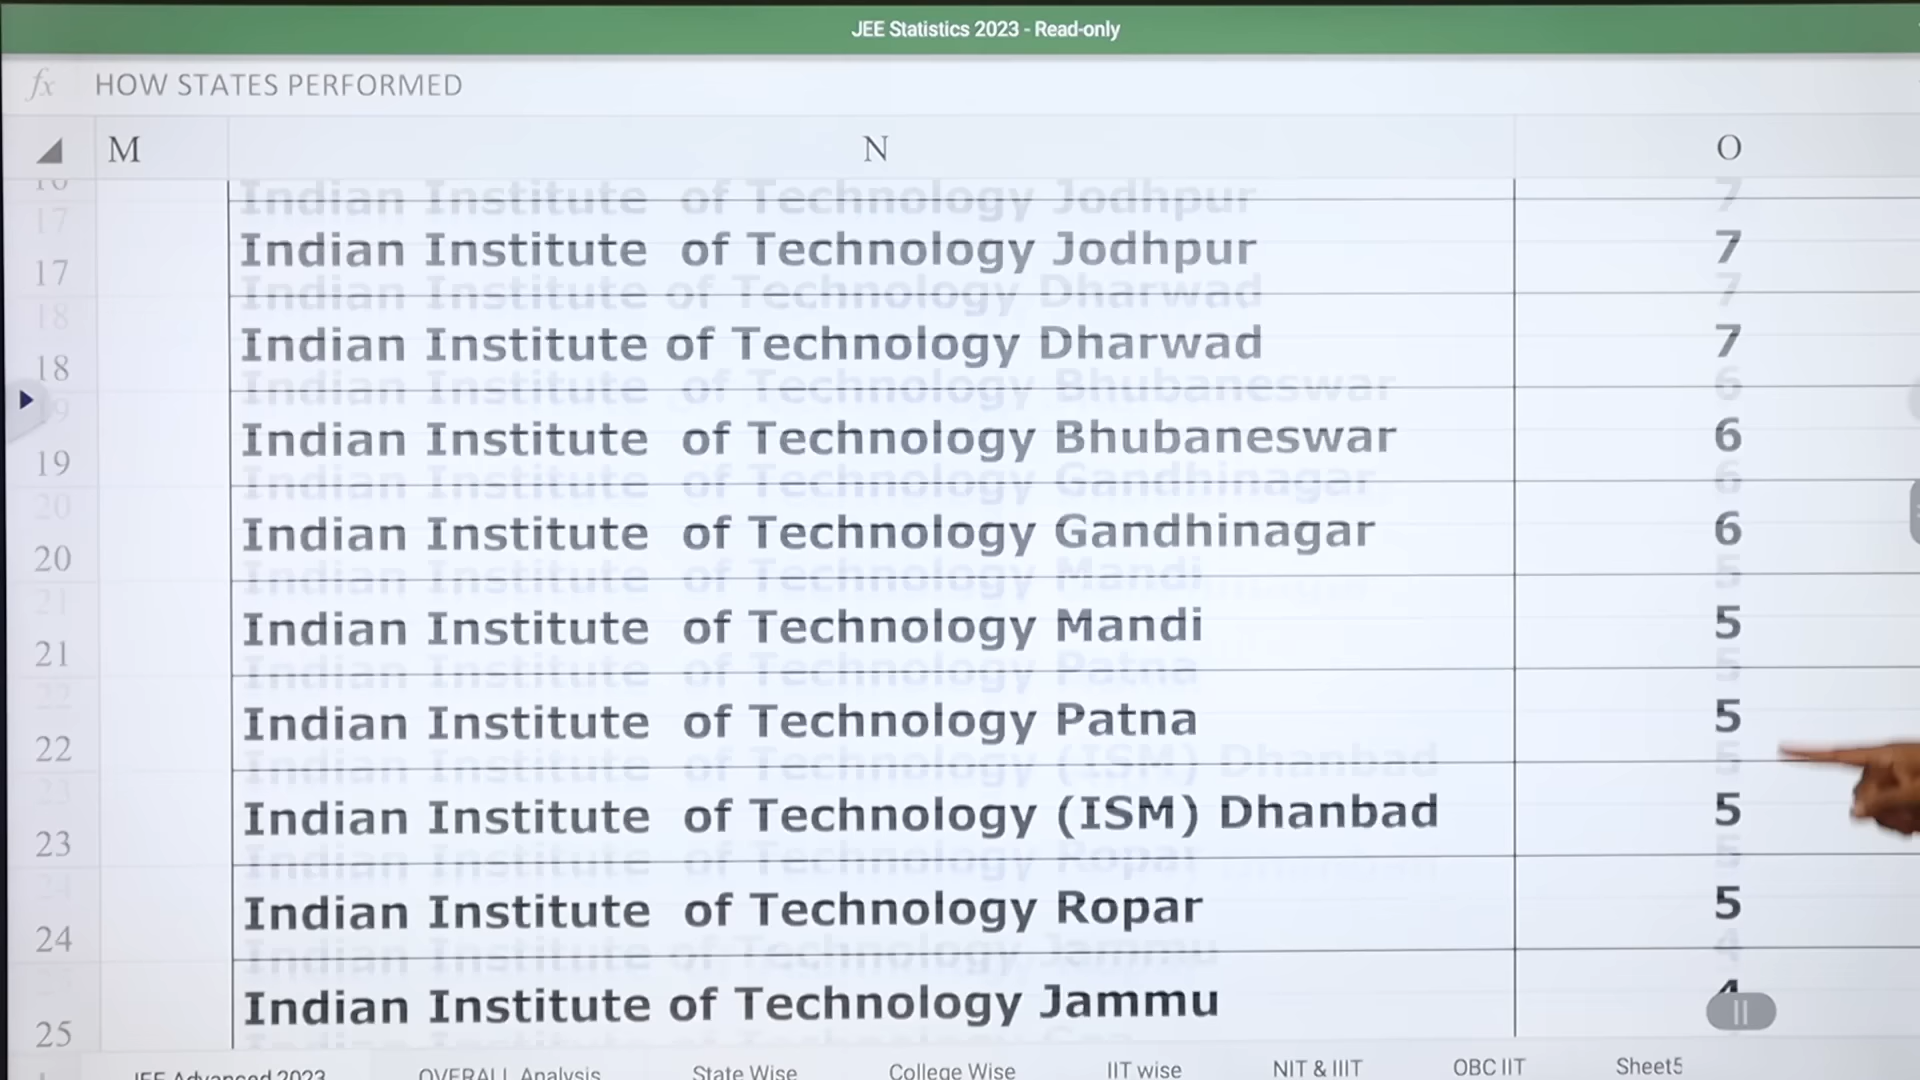 JEE Statistics 2023 - Read-only
fx HOW STATES PERFORMED
M N O
17 Indian Institute of Technology Jodhpur 7
18 Indian Institute of Technology Dharwad 7
19 Indian Institute of Technology Bhubaneswar 6
20 Indian Institute of Technology Gandhinagar 6
21 Indian Institute of Technology Mandi 5
22 Indian Institute of Technology Patna 5
23 Indian Institute of Technology (ISM) Dhanbad 5
24 Indian Institute of Technology Ropar 5
25 Indian Institute of Technology Jammu 4
JEE Advanced 2023 OVERALL Analysis State Wise College Wise IIT wise NIT & IIIT OBC IIT Sheet5